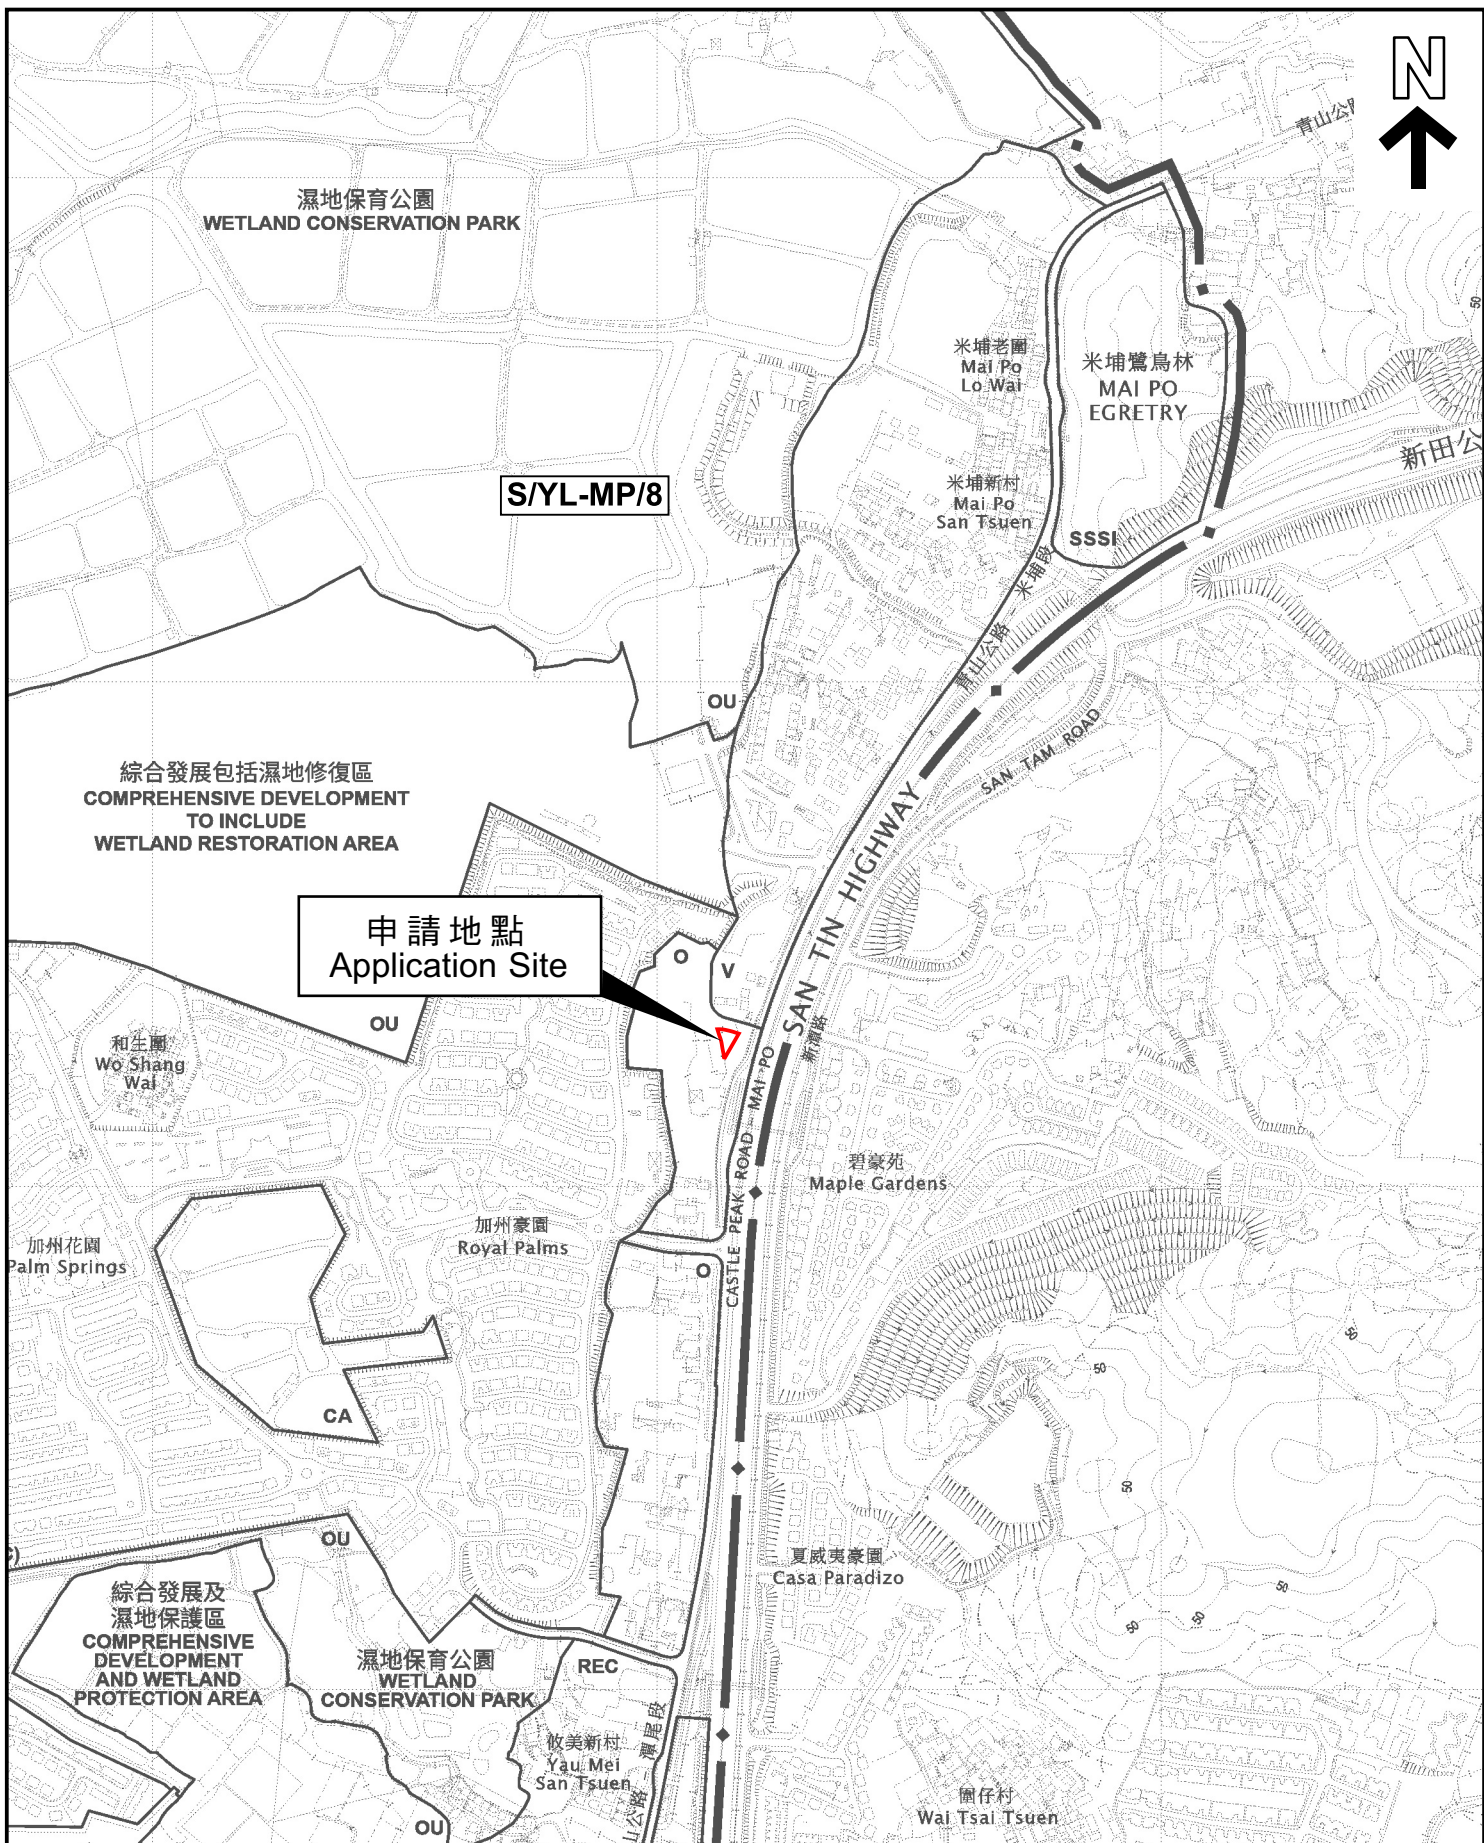 N
青山公
濕地保育公園
WETLAND CONSERVATION PARK
米埔老圍
Mai Po
Lo Wai
米埔鷺鳥林
MAI PO
EGRETRY
新田公
S/YL-MP/8
米埔新村
Mai Po
San Tsuen
SSSI
青山公路 - 米埔段
OU
SAN TAM ROAD
綜合發展包括濕地修復區
COMPREHENSIVE DEVELOPMENT
TO INCLUDE
WETLAND RESTORATION AREA
SAN TIN HIGHWAY
申請地點
Application Site
O
V
OU
和生圍
Wo Shang
Wai
新潭路
CASTLE PEAK ROAD - MAI PO
碧豪苑
Maple Gardens
加州豪園
Royal Palms
加州花園
Palm Springs
O
CA
50
50
50
50
50
50
50
50
OU
夏威夷豪園
Casa Paradizo
綜合發展及
濕地保護區
COMPREHENSIVE
DEVELOPMENT
AND WETLAND
PROTECTION AREA
濕地保育公園
WETLAND
CONSERVATION PARK
REC
攸美新村
Yau Mei
San Tsuen
山公路 - 潭尾段
圍仔村
Wai Tsai Tsuen
OU